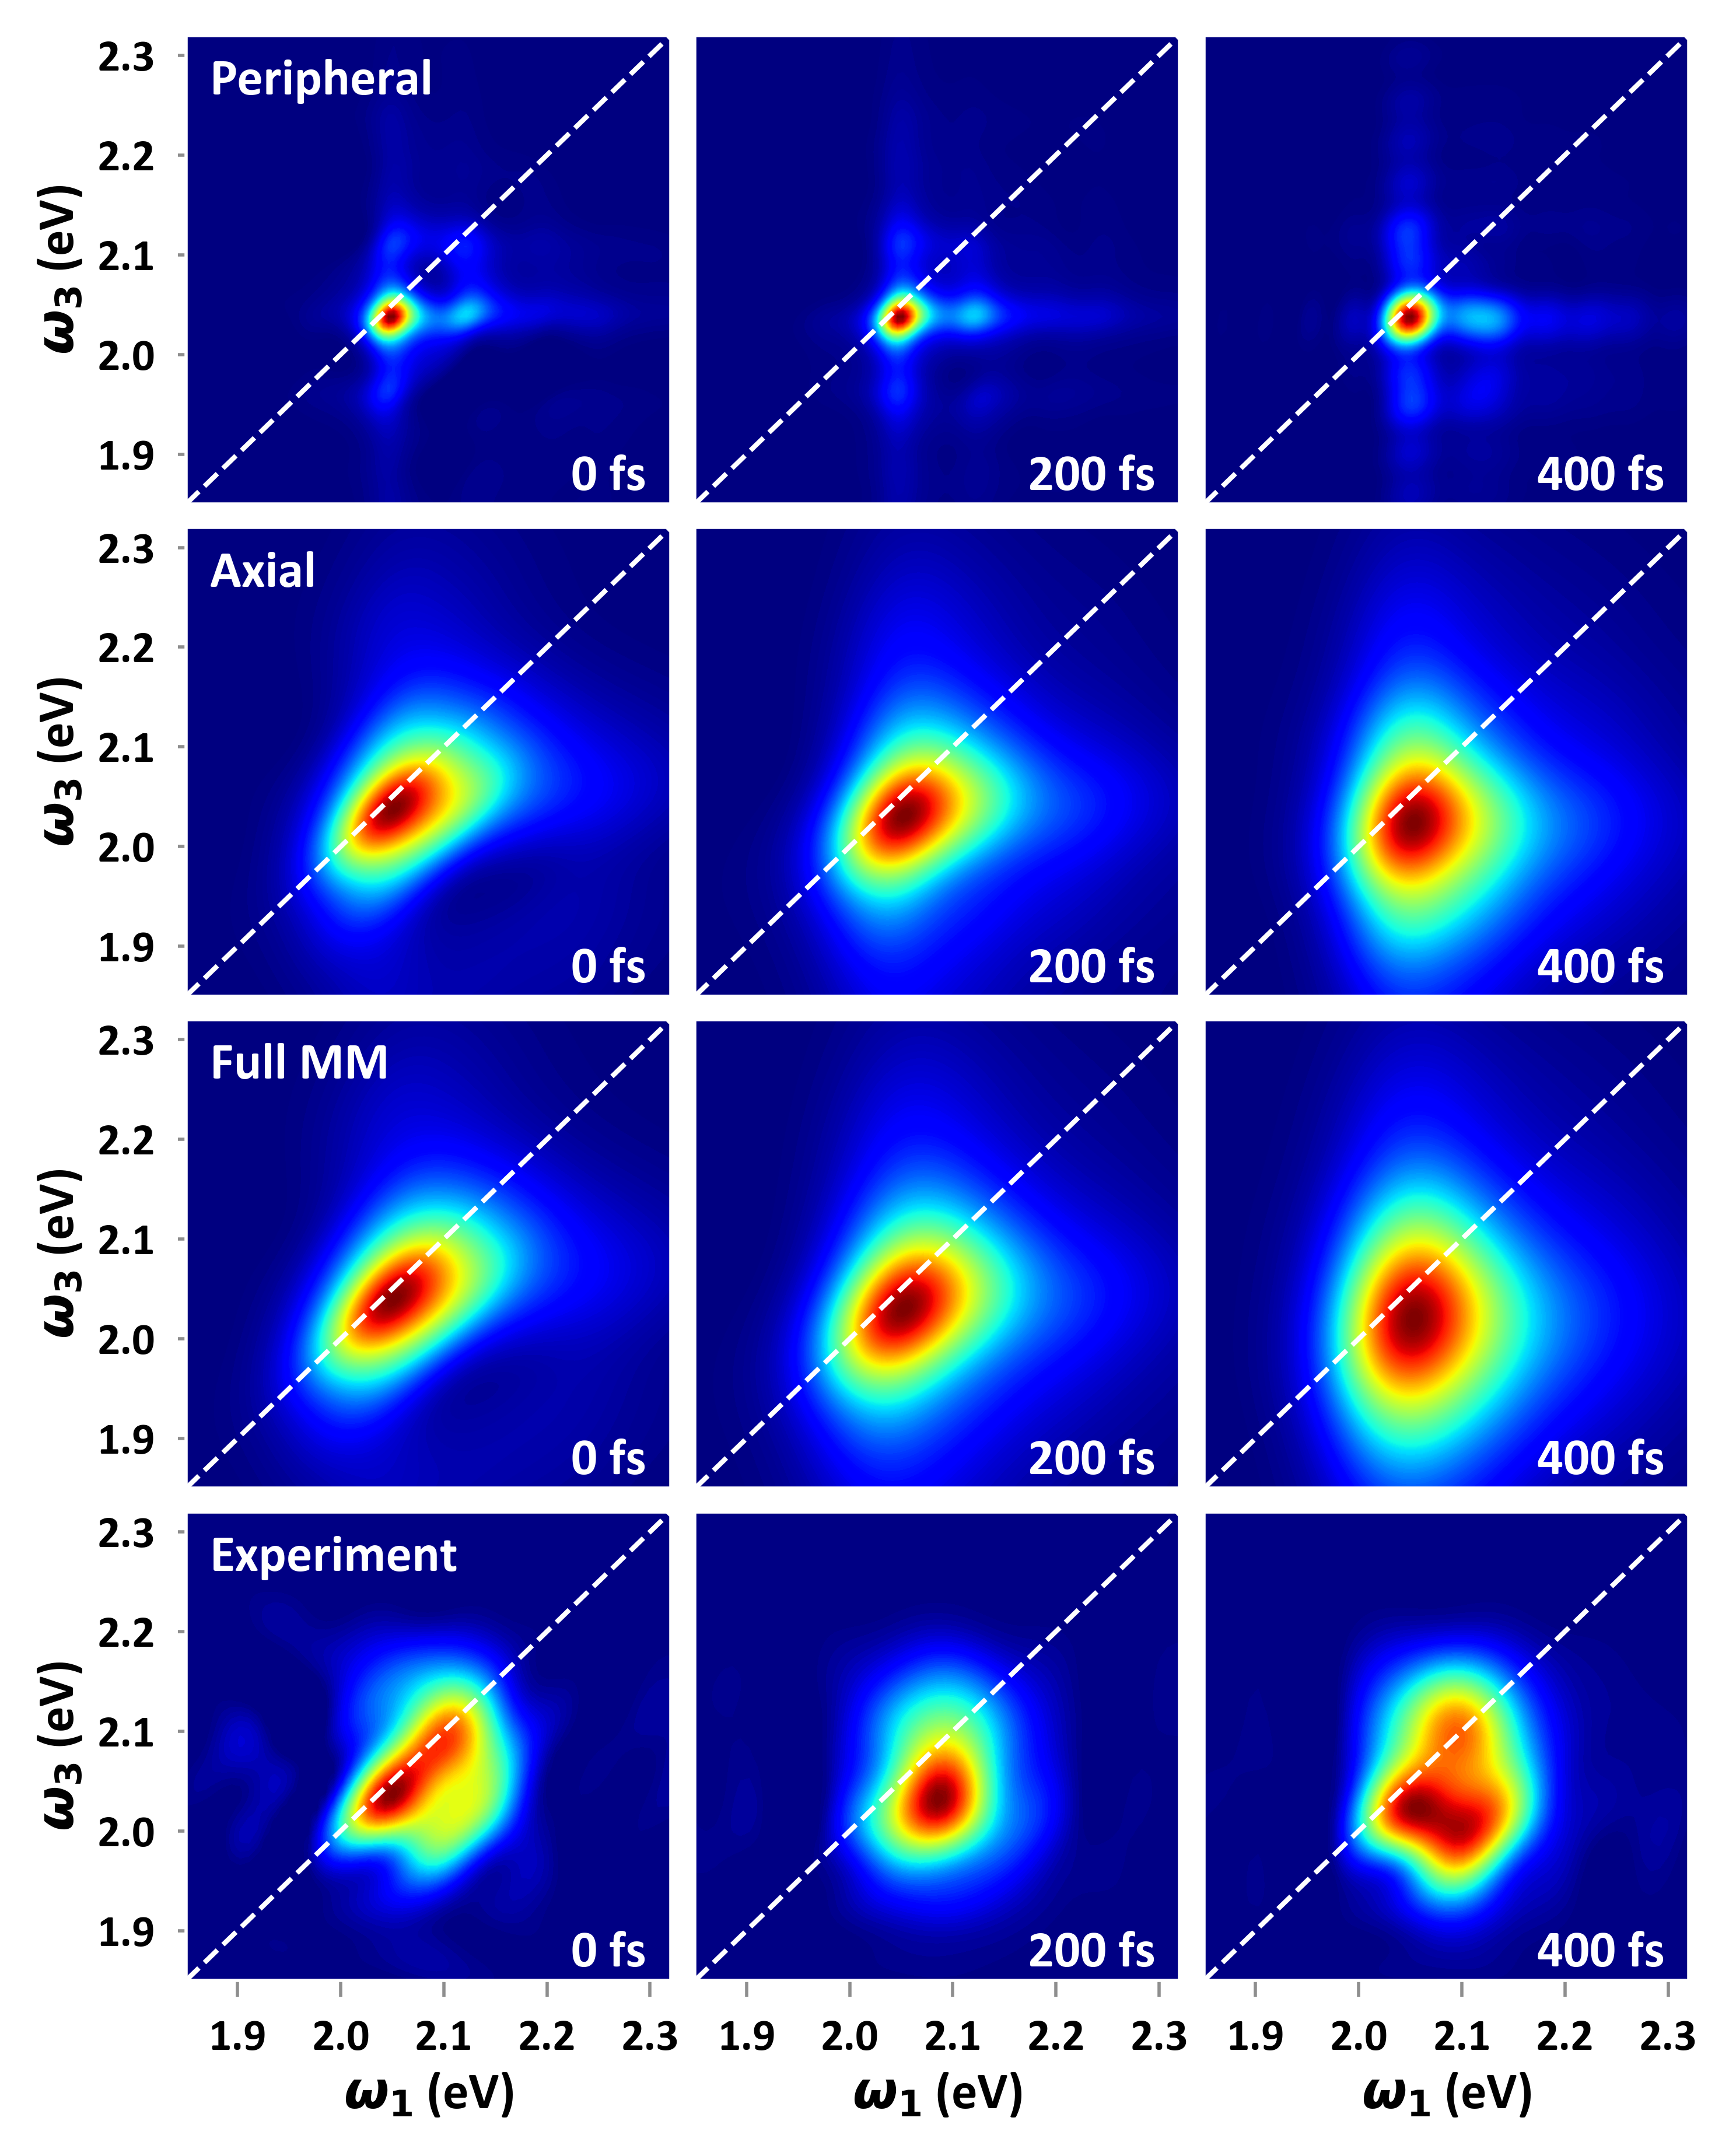 2.3
Peripheral
2.2
2.1
2.0
1.9
ω3 (eV)
0 fs
200 fs
400 fs
2.3
Axial
2.2
2.1
2.0
1.9
ω3 (eV)
0 fs
200 fs
400 fs
2.3
Full MM
2.2
2.1
2.0
1.9
ω3 (eV)
0 fs
200 fs
400 fs
2.3
Experiment
2.2
2.1
2.0
1.9
ω3 (eV)
0 fs
200 fs
400 fs
1.9 2.0 2.1 2.2 2.3
1.9 2.0 2.1 2.2 2.3
1.9 2.0 2.1 2.2 2.3
ω1 (eV)
ω1 (eV)
ω1 (eV)